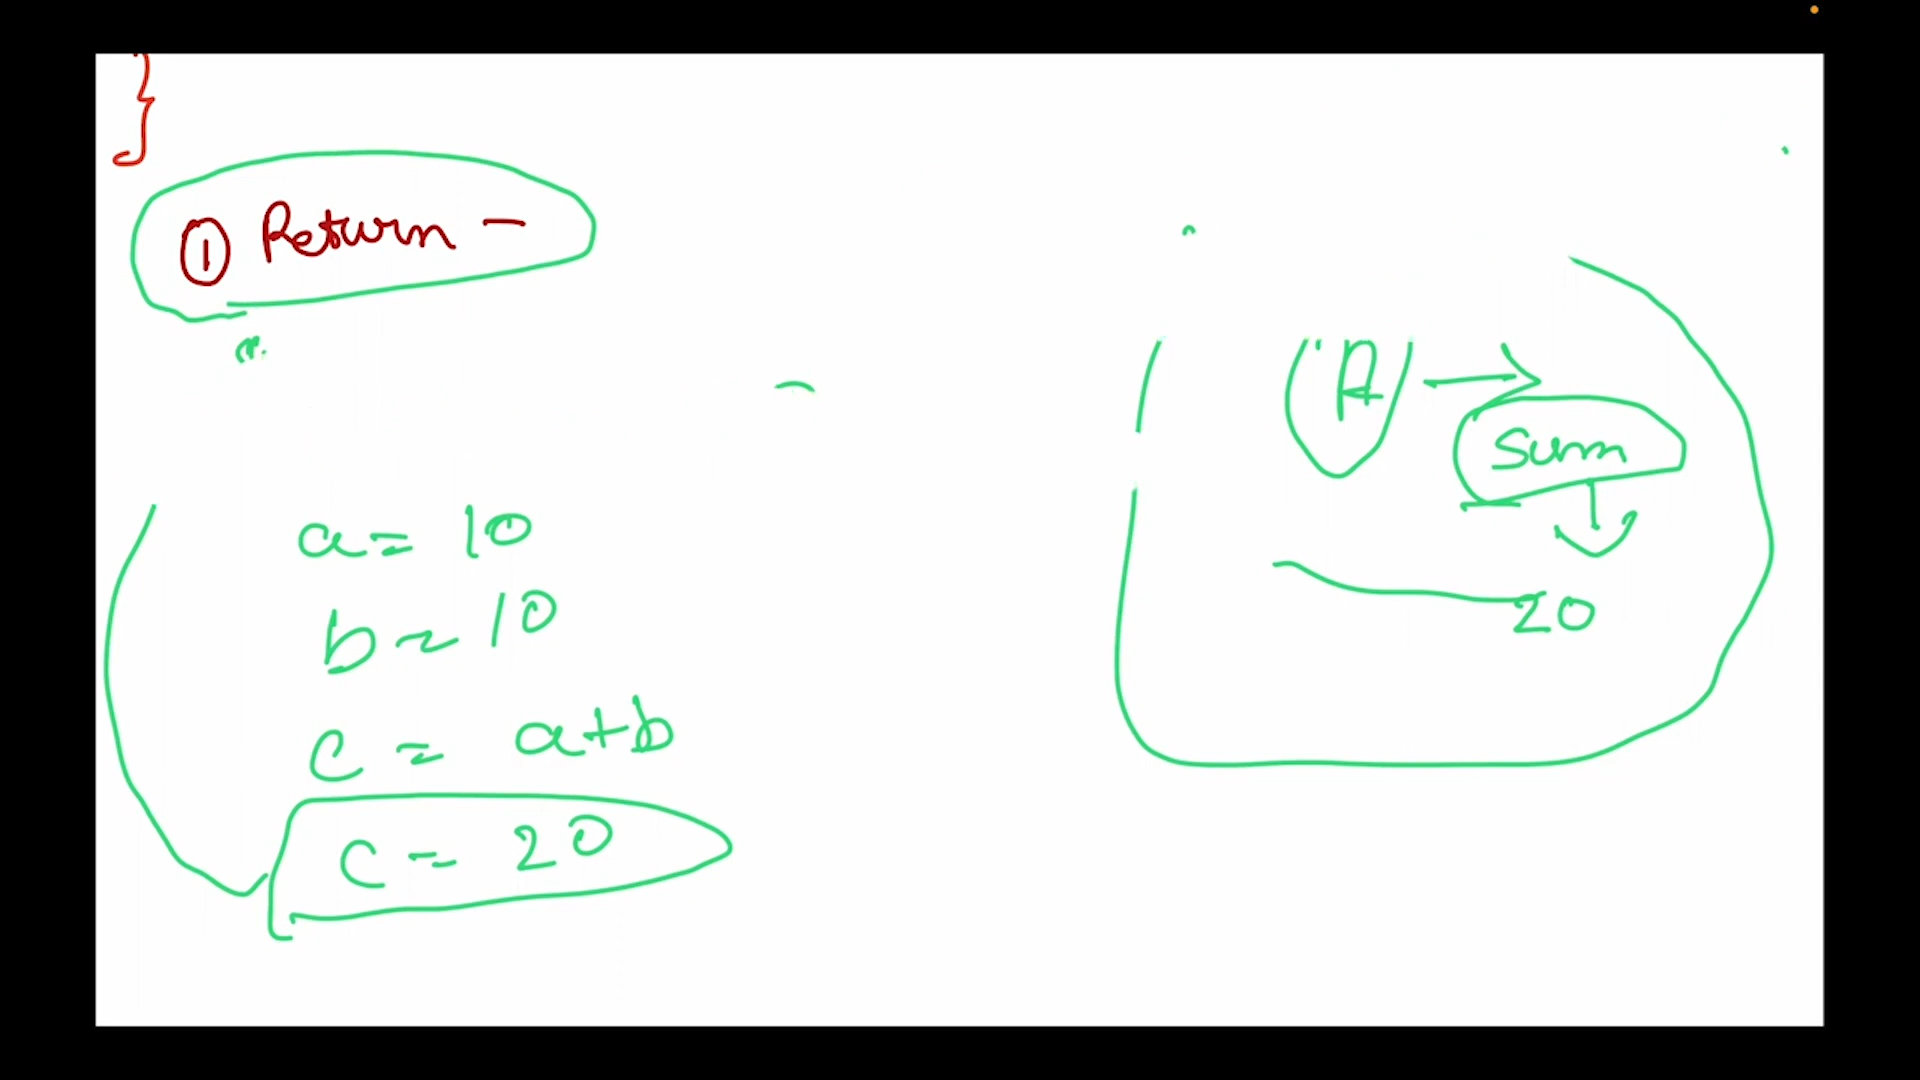 }
① Return -
a = 10
b = 10
c = a+b
c = 20
A →
Sum
20